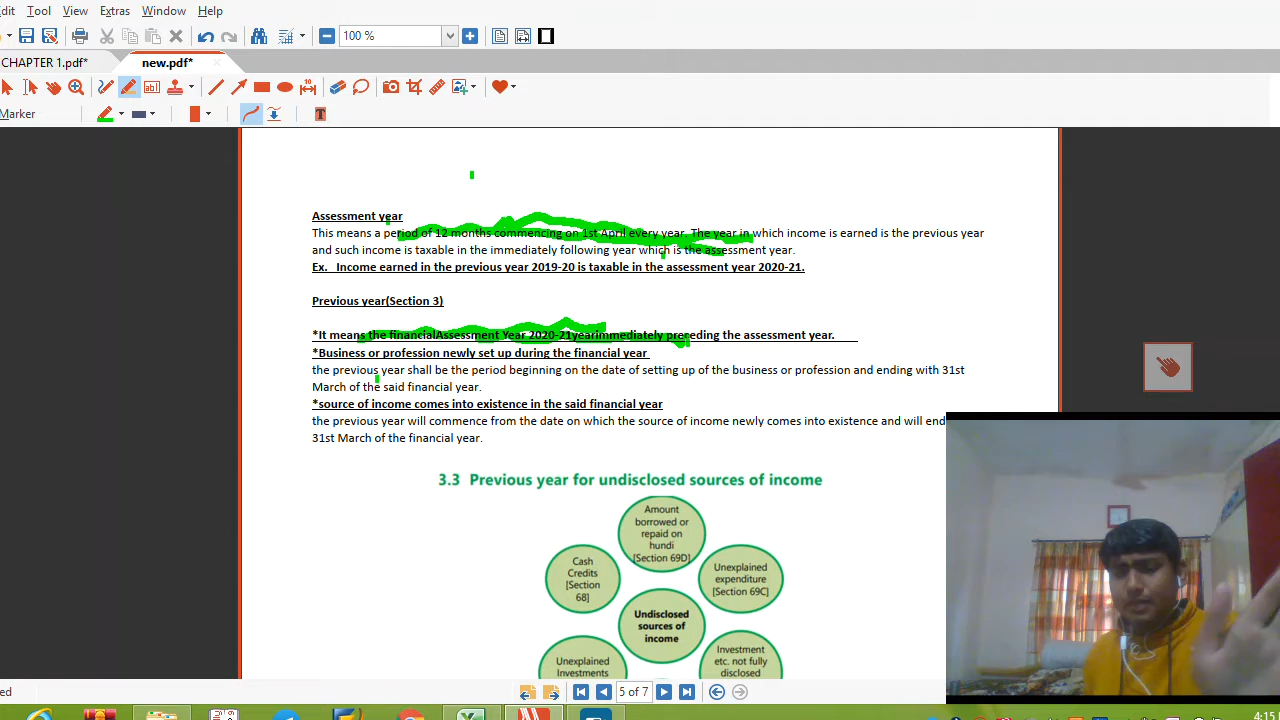 dit Tool View Extras Window Help
100 %
CHAPTER 1.pdf* new.pdf*
10
Marker
T
Assessment year
This means a period of 12 months commencing on 1st April every year. The year in which income is earned is the previous year
and such income is taxable in the immediately following year which is the assessment year.
Ex. Income earned in the previous year 2019-20 is taxable in the assessment year 2020-21.
Previous year(Section 3)
*It means the financialAssessment Year 2020-21yearimmediately preceding the assessment year.
*Business or profession newly set up during the financial year
the previous year shall be the period beginning on the date of setting up of the business or profession and ending with 31st
March of the said financial year.
*source of income comes into existence in the said financial year
the previous year will commence from the date on which the source of income newly comes into existence and will end
31st March of the financial year.
3.3 Previous year for undisclosed sources of income
Amount
borrowed or
repaid on
hundi
[Section 69D]
Cash
Credits
[Section
68]
Unexplained
expenditure
[Section 69C]
Undisclosed
sources of
income
Unexplained
Investments
Investment
etc. not fully
disclosed
ed
5 of 7
4:15